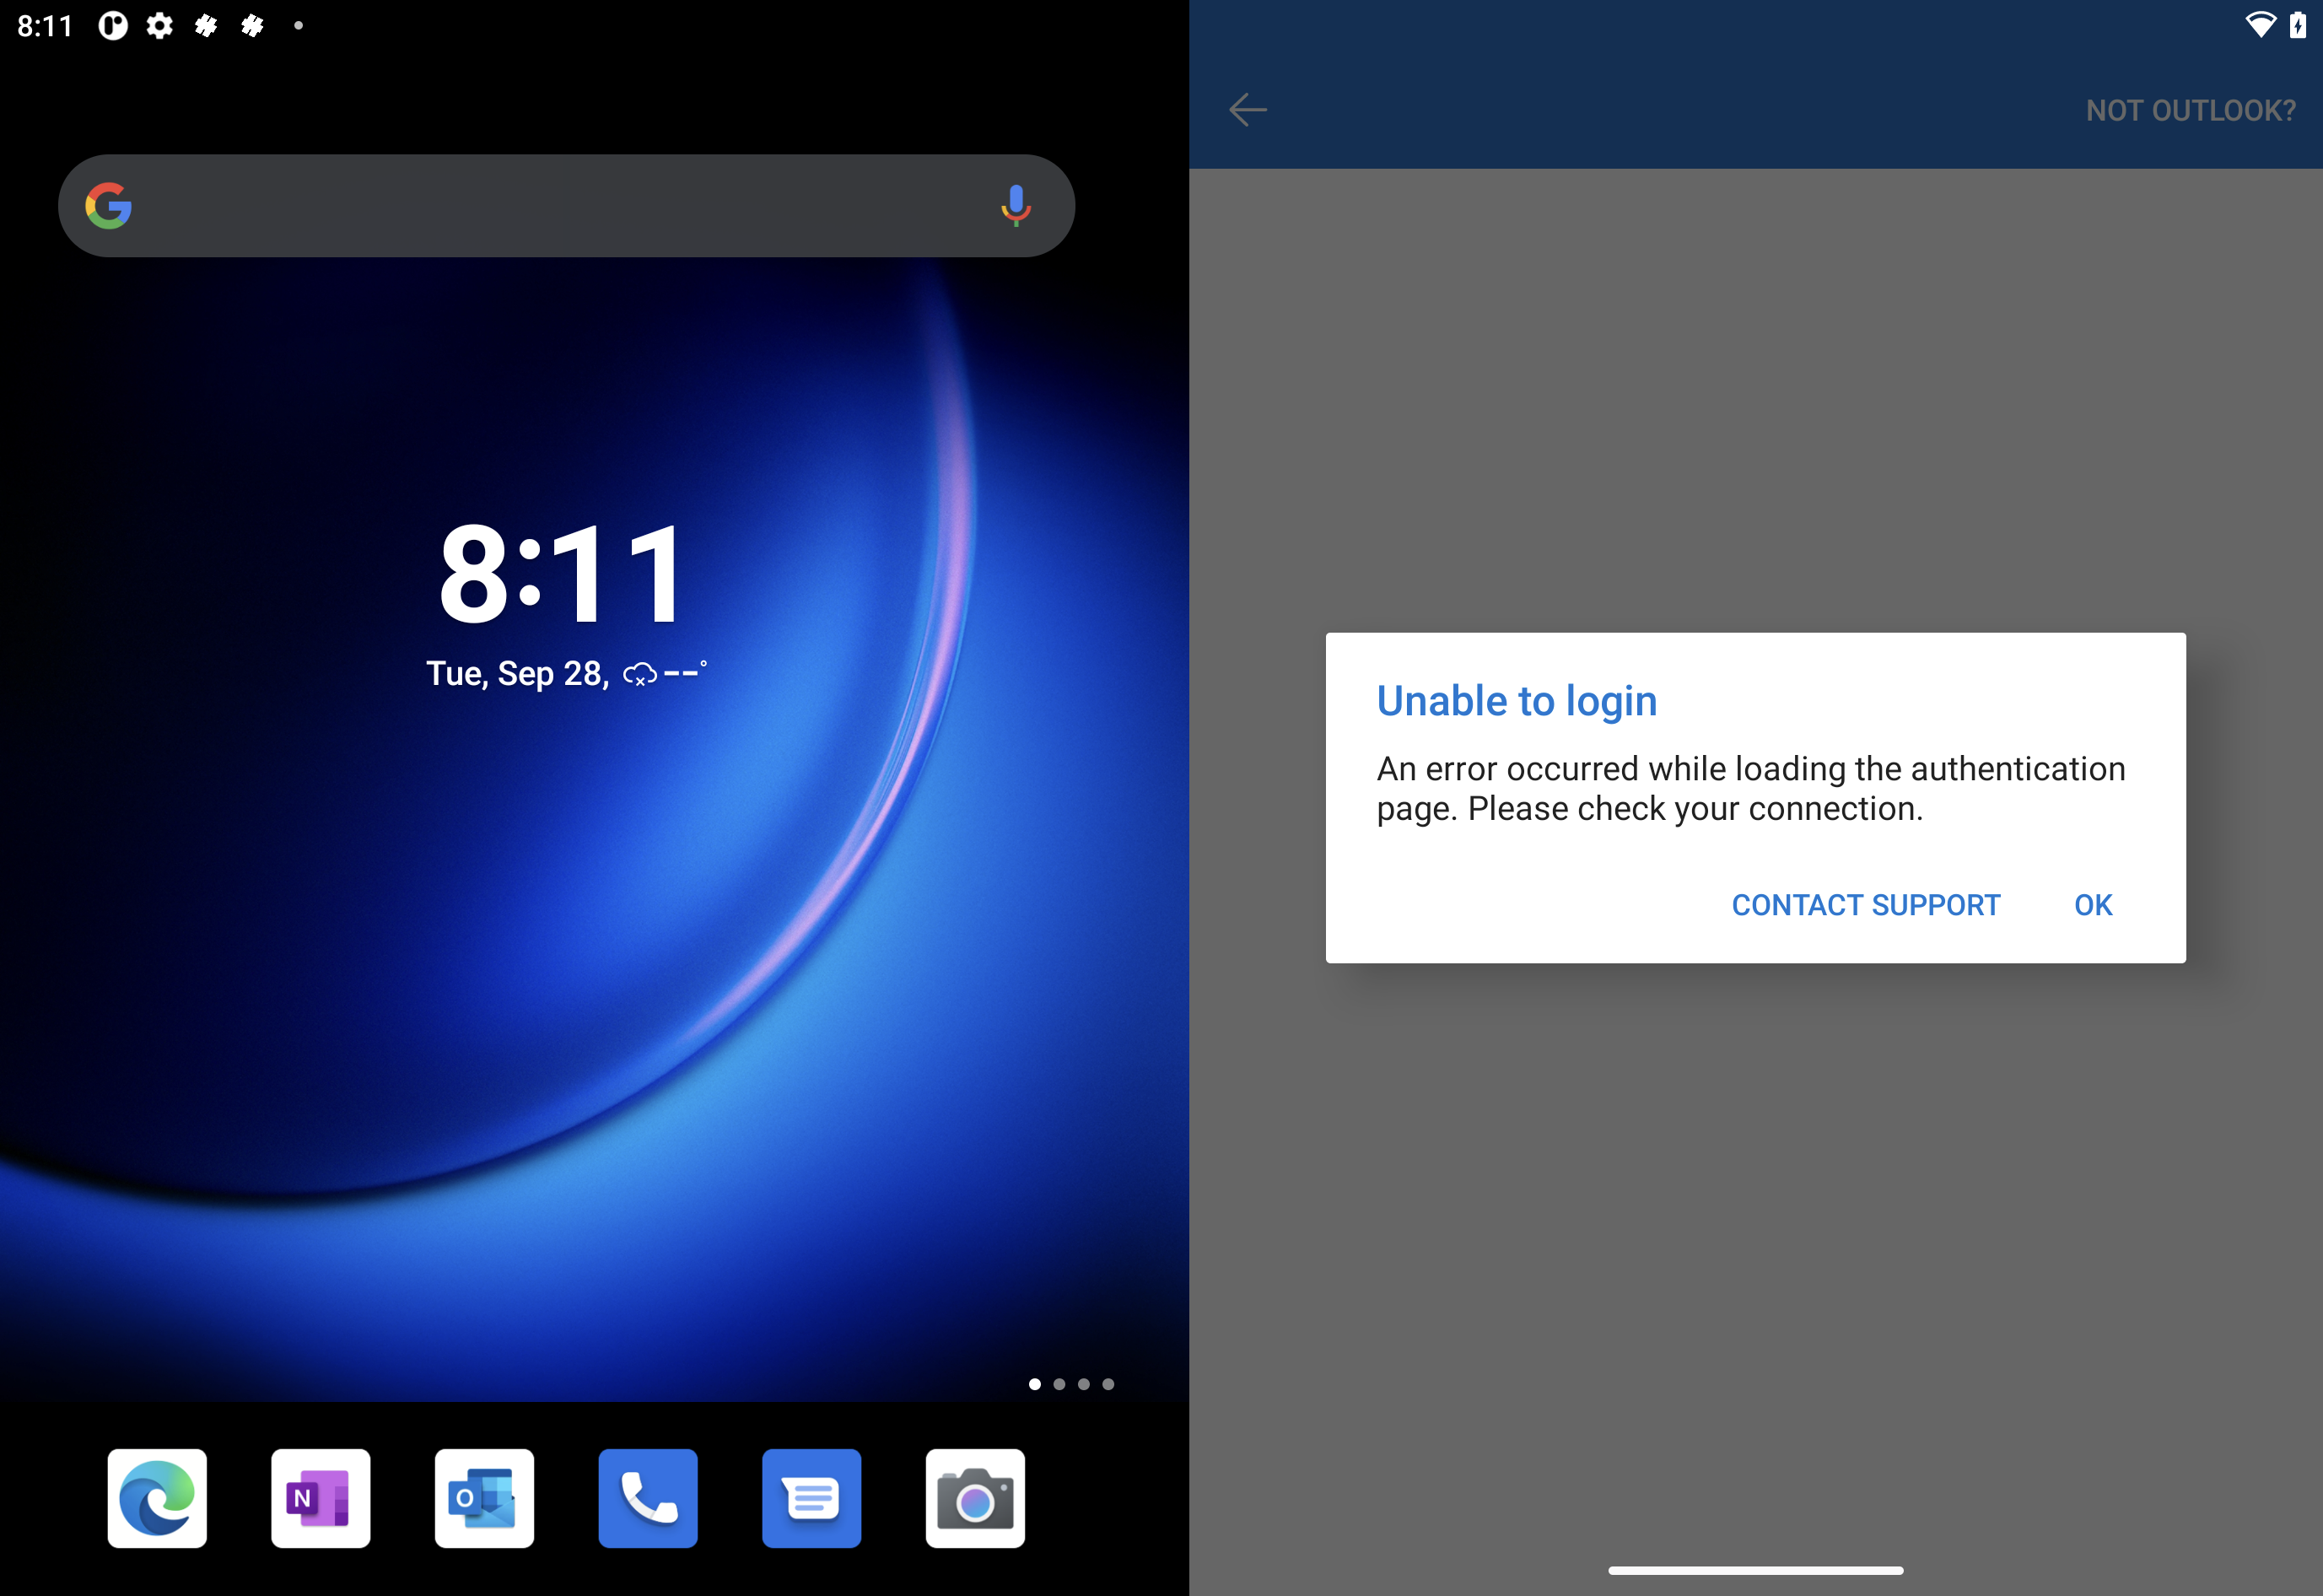 8:11
8:11
Tue, Sep 28, --°
N
O
NOT OUTLOOK?
Unable to login
An error occurred while loading the authentication
page. Please check your connection.
CONTACT SUPPORT
OK